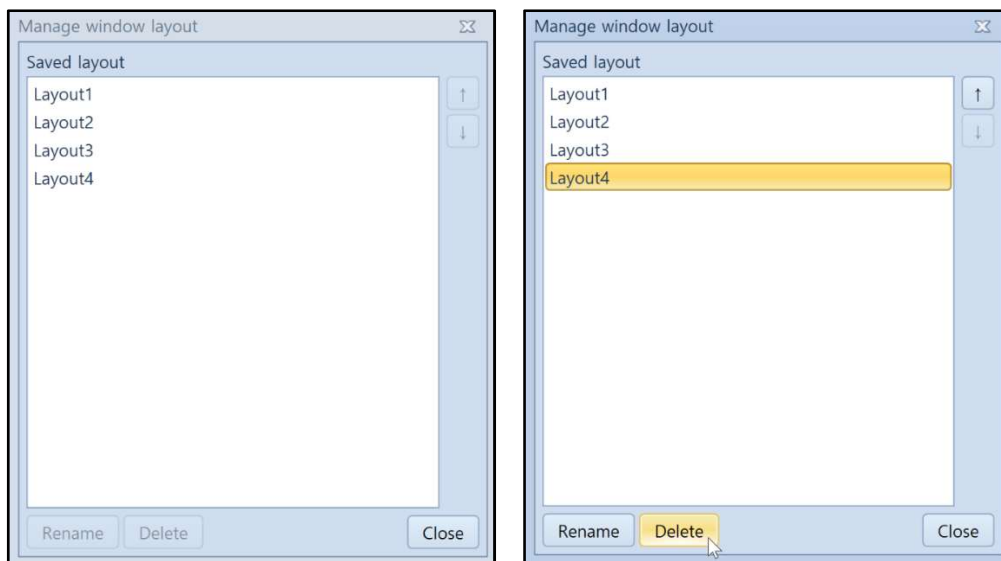 Manage window layout
Saved layout
Layout1
↑
Layout2
↓
Layout3
Layout4
Rename Delete Close
Manage window layout
Saved layout
Layout1
↑
Layout2
↓
Layout3
Layout4
Rename Delete Close